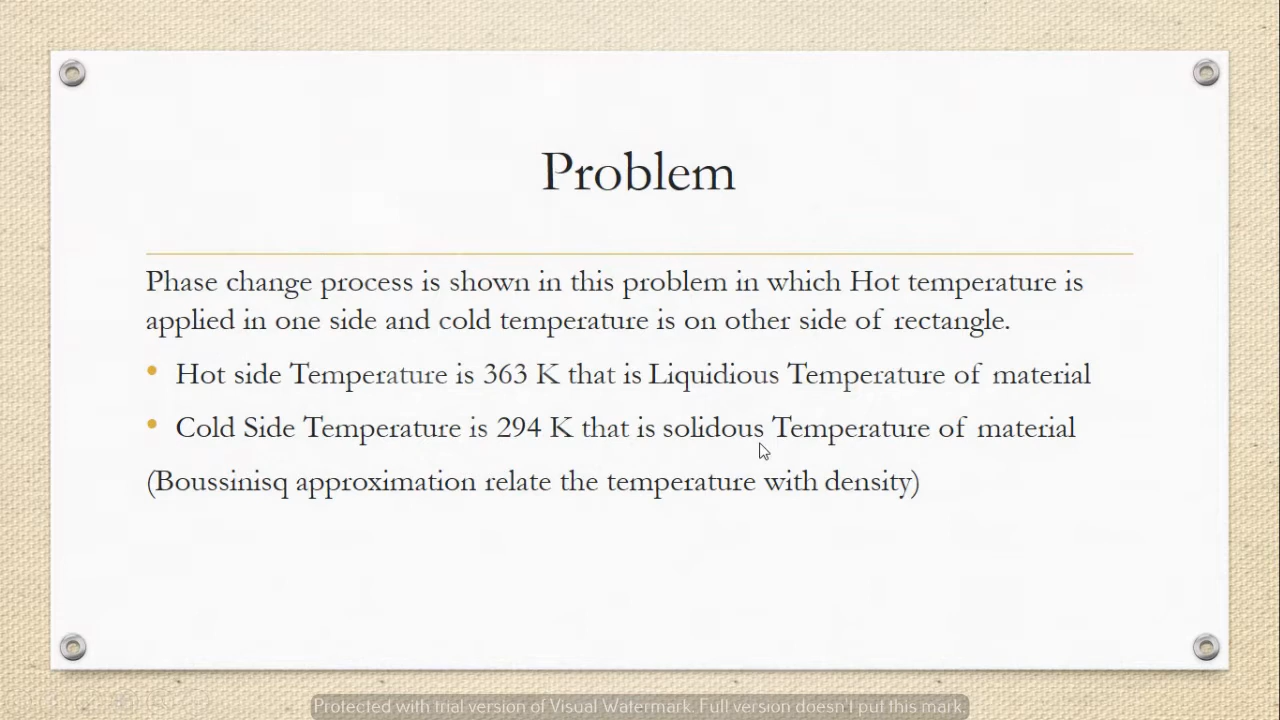 Problem
Phase change process is shown in this problem in which Hot temperature is
applied in one side and cold temperature is on other side of rectangle.
• Hot side Temperature is 363 K that is Liquidious Temperature of material
• Cold Side Temperature is 294 K that is solidous Temperature of material
(Boussinisq approximation relate the temperature with density)
Protected with trial version of Visual Watermark. Full version doesn't put this mark.